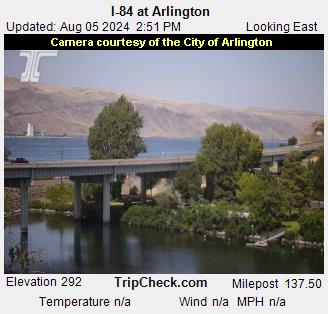 I-84 at Arlington
Updated: Aug 05 2024 2:51 PM Looking East
Camera courtesy of the City of Arlington
Elevation 292 TripCheck.com Milepost 137.50
Temperature n/a Wind n/a MPH n/a